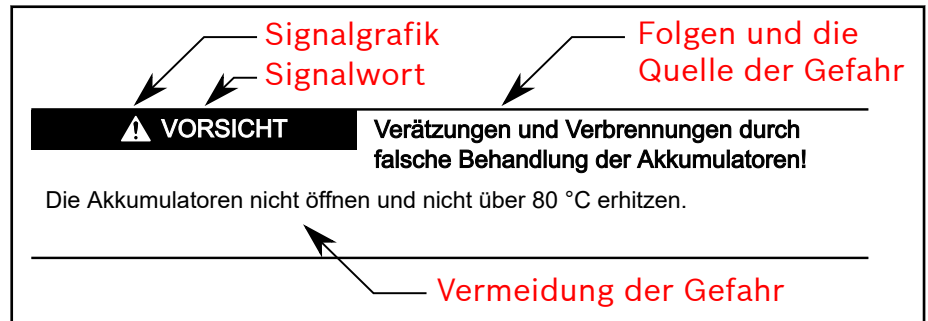 Signalgrafik
Signalwort
Folgen und die
Quelle der Gefahr
VORSICHT
Verätzungen und Verbrennungen durch
falsche Behandlung der Akkumulatoren!
Die Akkumulatoren nicht öffnen und nicht über 80 °C erhitzen.
Vermeidung der Gefahr